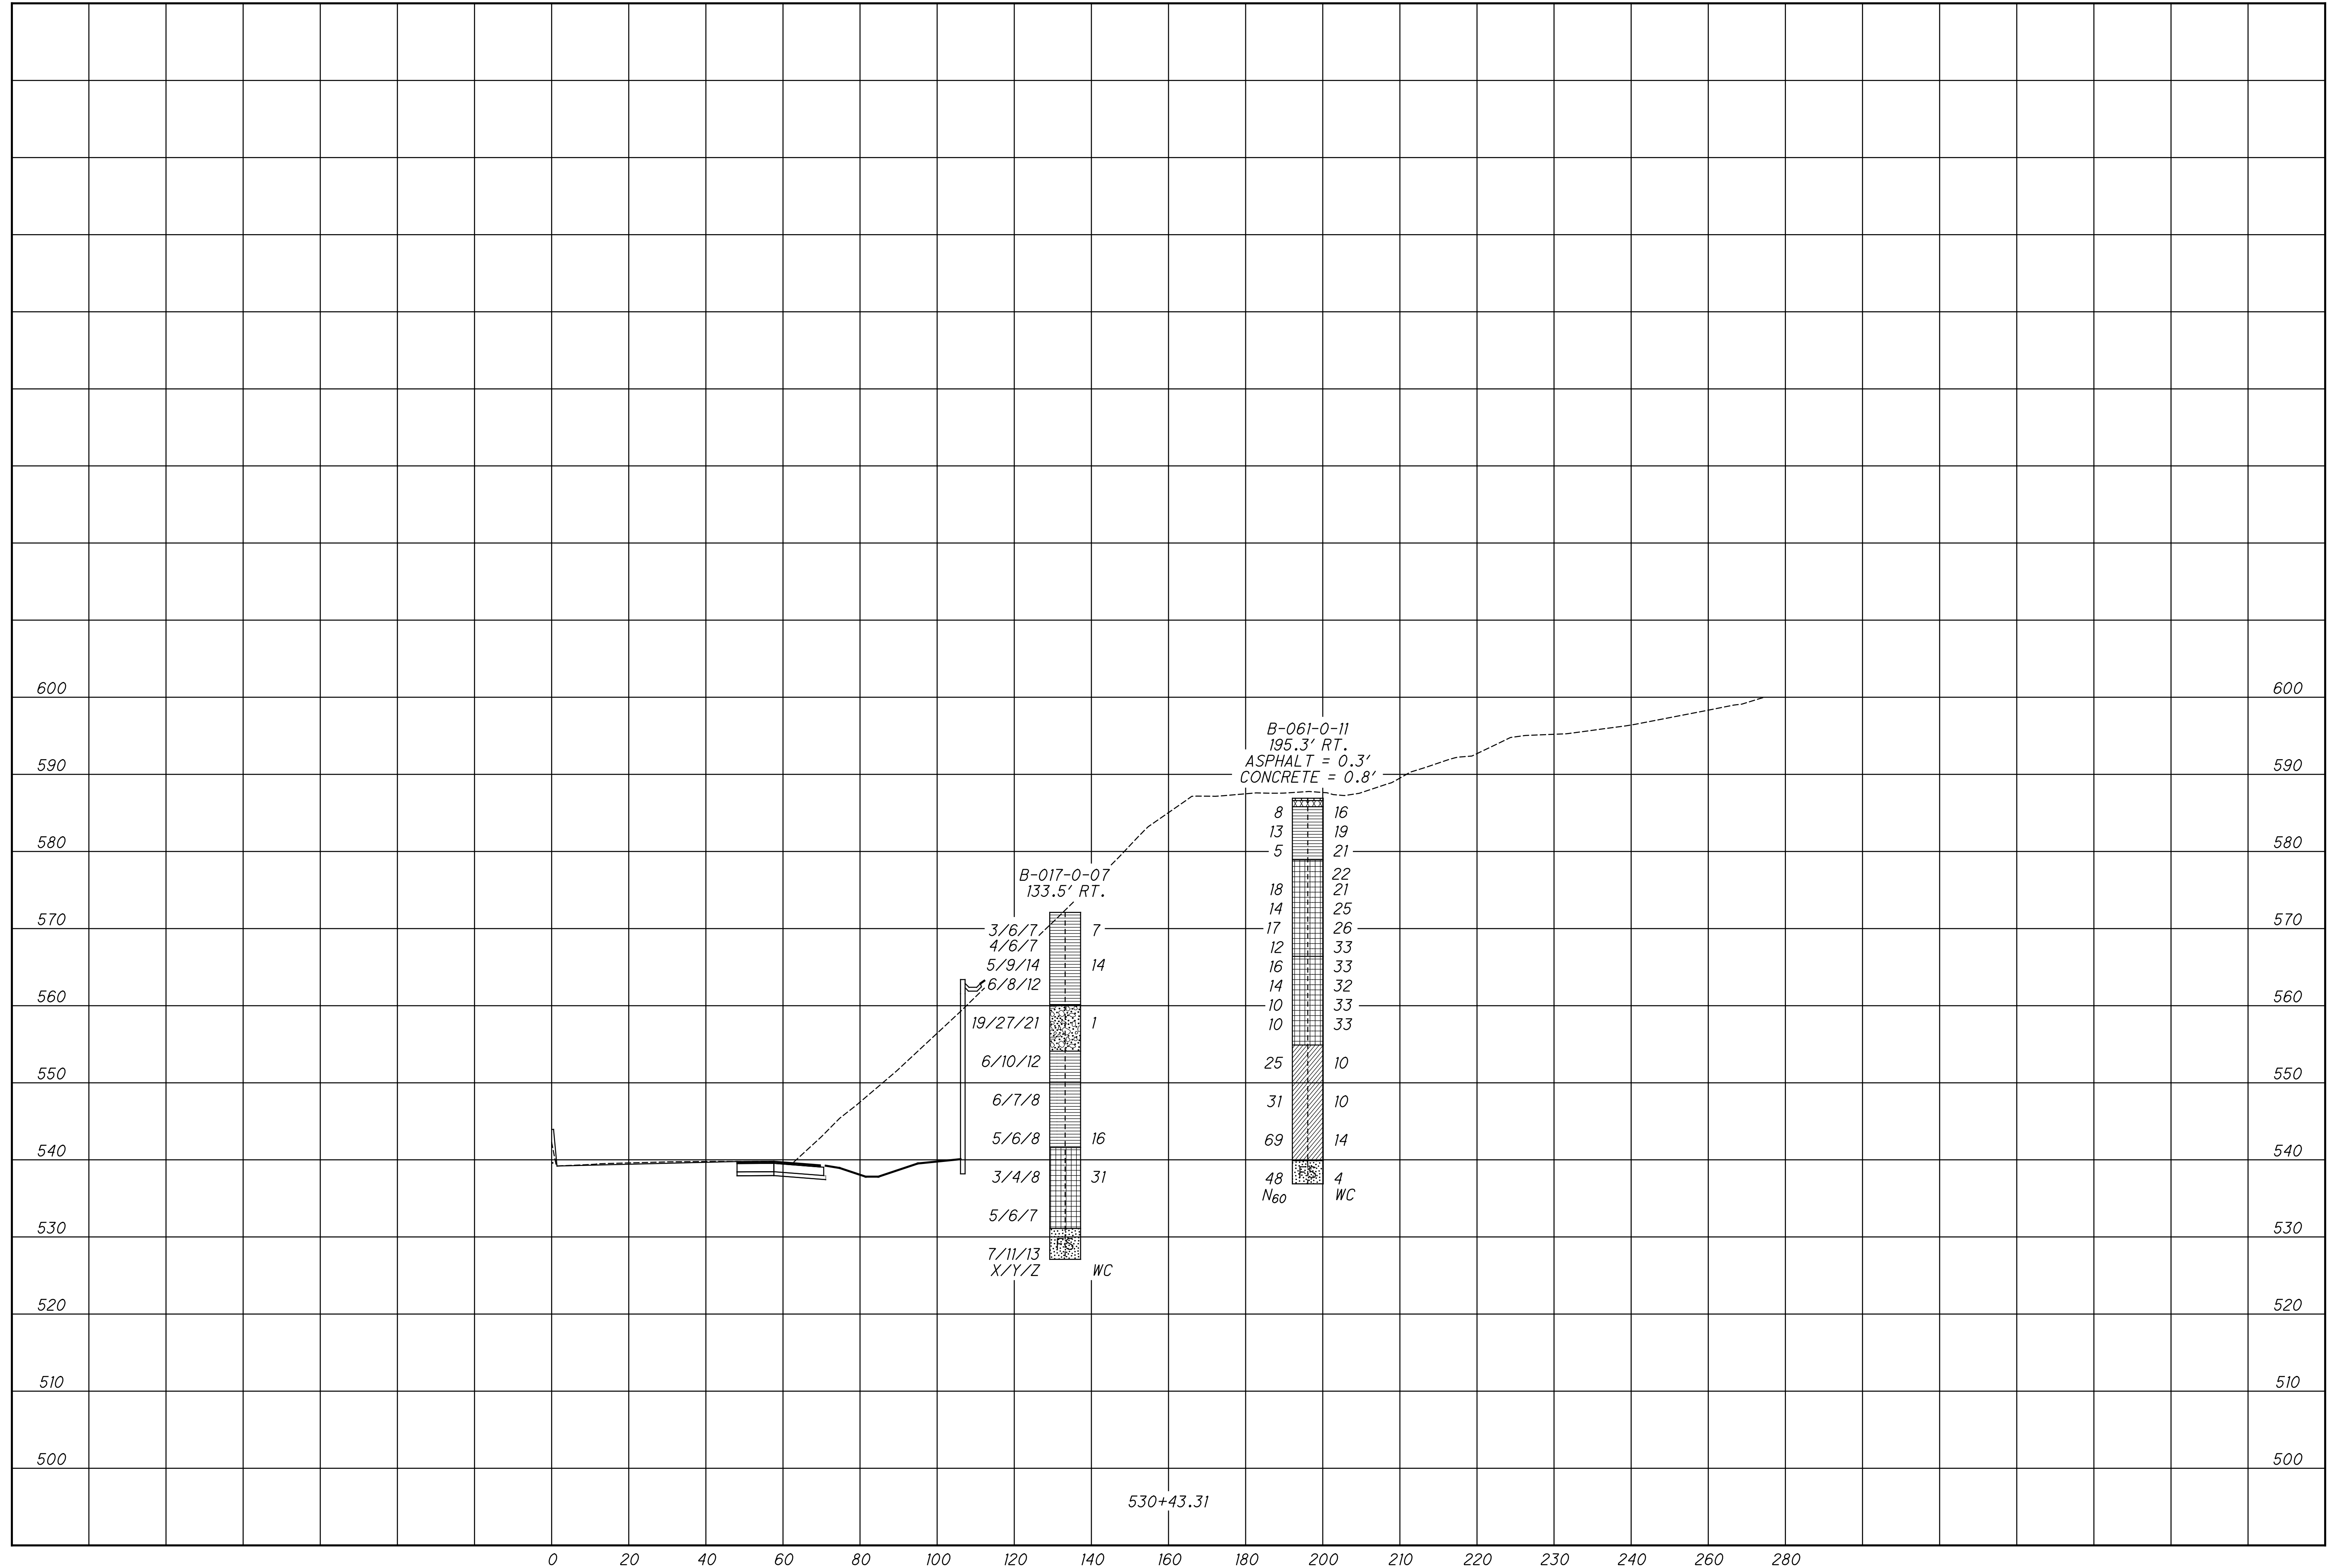 600 600
B-061-0-11
195.3' RT.
ASPHALT = 0.3'
CONCRETE = 0.8'
590 590
8 16
13 19
580 5 21 580
B-017-0-07
133.5' RT.
22
18 21
14 25
570 3/6/7 7 17 26 570
4/6/7 12 33
5/9/14 14 16 33
6/8/12 14 32
560 10 33 560
19/27/21 1 10 33
6/10/12 25 10
550 550
6/7/8 31 10
5/6/8 16 69 14
540 540
FS
3/4/8 31 48 4
N60 WC
5/6/7
530 530
FS
7/11/13
X/Y/Z WC
520 520
510 510
500 500
530+43.31
0 20 40 60 80 100 120 140 160 180 200 210 220 230 240 260 280